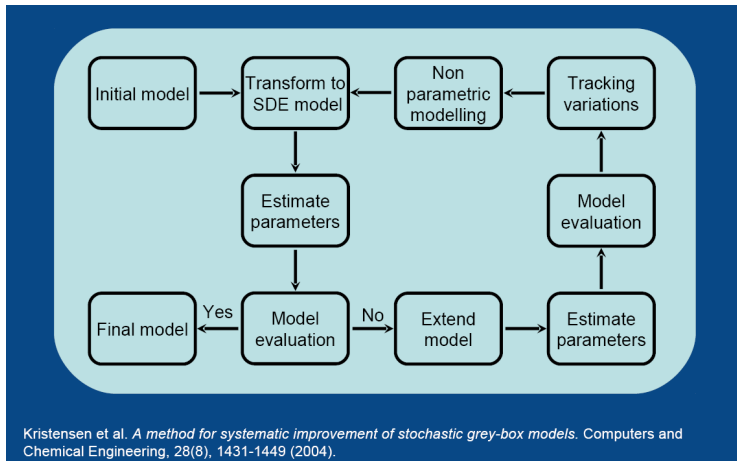 Initial model
Transform to
SDE model
Non
parametric
modelling
Tracking
variations
Estimate
parameters
Model
evaluation
Final model
Yes
Model
evaluation
No
Extend
model
Estimate
parameters
Kristensen et al. A method for systematic improvement of stochastic grey-box models. Computers and
Chemical Engineering, 28(8), 1431-1449 (2004).